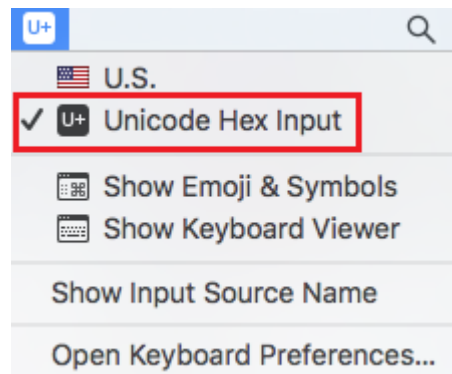 U+
U.S.
U+ Unicode Hex Input
Show Emoji & Symbols
Show Keyboard Viewer
Show Input Source Name
Open Keyboard Preferences...